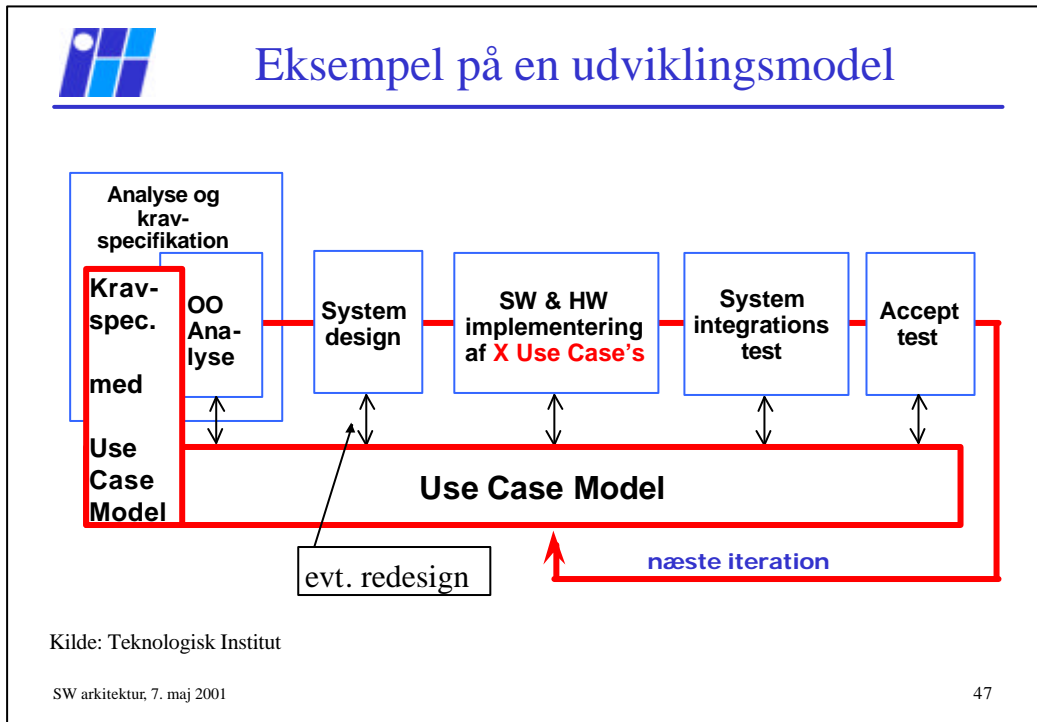 Eksempel på en udviklingsmodel
Analyse og
krav-
specifikation
Krav-
spec.
med
Use
Case
Model
OO
Ana-
lyse
System
design
SW & HW
implementering
af X Use Case's
System
integrations
test
Accept
test
Use Case Model
evt. redesign
næste iteration
Kilde: Teknologisk Institut
SW arkitektur, 7. maj 2001
47